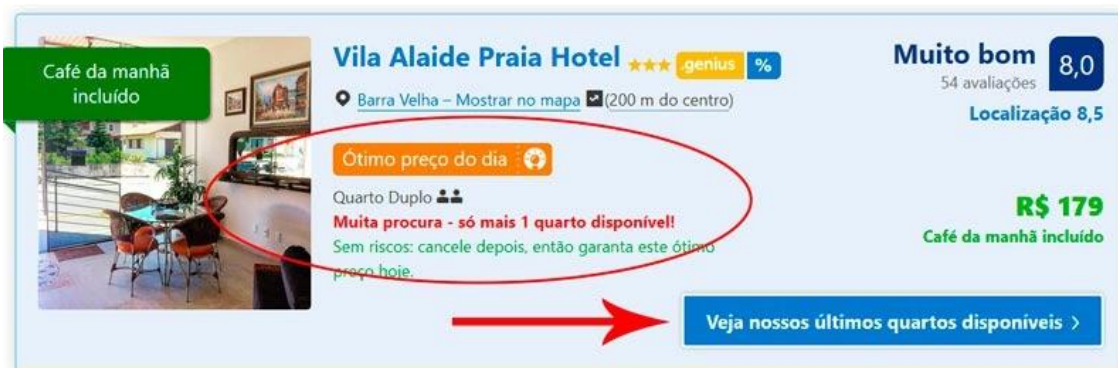 Café da manhã
incluído
Vila Alaide Praia Hotel .genius %
Barra Velha – Mostrar no mapa (200 m do centro)
Ótimo preço do dia
Quarto Duplo
Muita procura - só mais 1 quarto disponível!
Sem riscos: cancele depois, então garanta este ótimo
preço hoje.
Muito bom 8,0
54 avaliações
Localização 8,5
R$ 179
Café da manhã incluído
Veja nossos últimos quartos disponíveis >